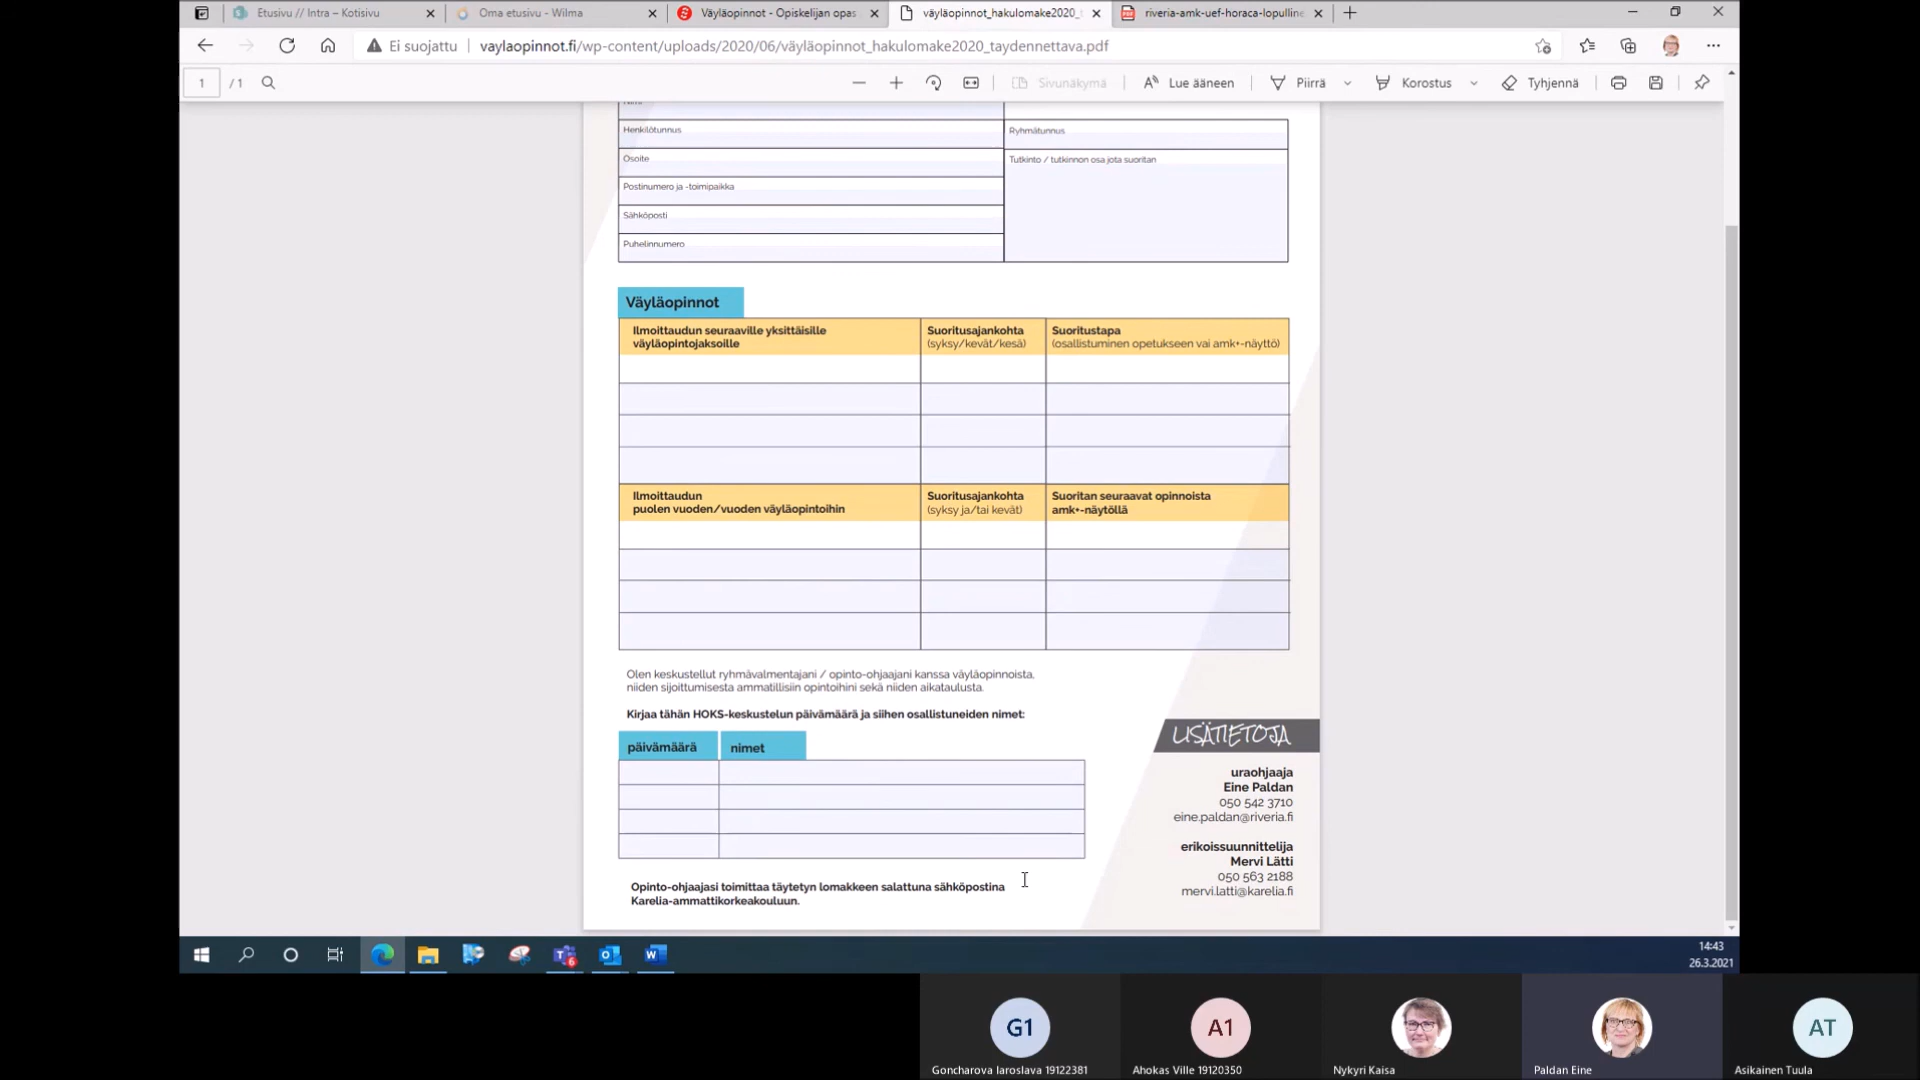 Etusivu // Intra – Kotisivu
Oma etusivu - Wilma
Väyläopinnot - Opiskelijan opas
väyläopinnot_hakulomake2020_t
riveria-amk-uef-horaca-lopulline
Ei suojattu
vaylaopinnot.fi/wp-content/uploads/2020/06/väyläopinnot_hakulomake2020_taydennettava.pdf
1 / 1
Sivunäkymä
Lue ääneen
Piirrä
Korostus
Tyhjennä
Henkilötunnus
Ryhmätunnus
Osoite
Tutkinto / tutkinnon osa jota suoritan
Postinumero ja -toimipaikka
Sähköposti
Puhelinnumero
Väyläopinnot
Ilmoittaudun seuraaville yksittäisille
väyläopintojaksoille
Suoritusajankohta
(syksy/kevät/kesä)
Suoritustapa
(osallistuminen opetukseen vai amk+-näyttö)
Ilmoittaudun
puolen vuoden/vuoden väyläopintoihin
Suoritusajankohta
(syksy ja/tai kevät)
Suoritan seuraavat opinnoista
amk+-näytöllä
Olen keskustellut ryhmävalmentajani / opinto-ohjaajani kanssa väyläopinnoista,
niiden sijoittumisesta ammatillisiin opintoihini sekä niiden aikataulusta.
Kirjaa tähän HOKS-keskustelun päivämäärä ja siihen osallistuneiden nimet:
päivämäärä
nimet
LISÄTIETOJA
uraohjaaja
Eine Paldan
050 542 3710
eine.paldan@riveria.fi
erikoissuunnittelija
Mervi Lätti
050 563 2188
mervi.latti@karelia.fi
Opinto-ohjaajasi toimittaa täytetyn lomakkeen salattuna sähköpostina
Karelia-ammattikorkeakouluun.
14:43
26.3.2021
G1
A1
AT
Goncharova Iaroslava 19122381
Ahokas Ville 19120350
Nykyri Kaisa
Paldan Eine
Asikainen Tuula